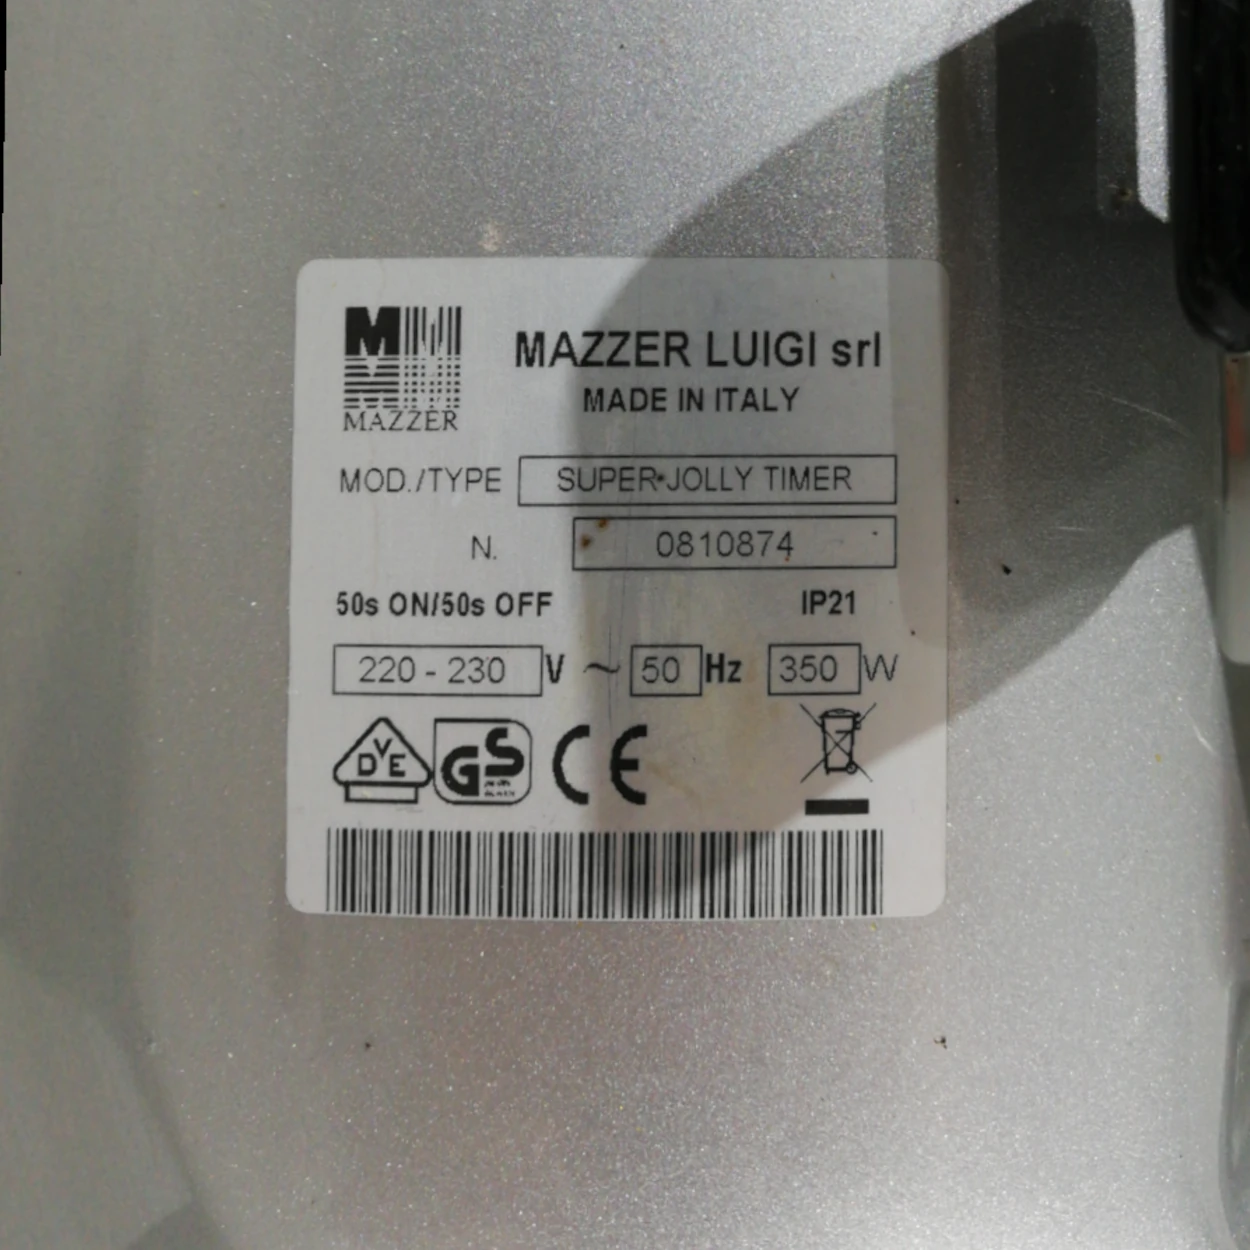 MAZZER
MAZZER LUIGI srl
MADE IN ITALY
MOD./TYPE SUPER JOLLY TIMER
N. 0810874
50s ON/50s OFF IP21
220 - 230 V ~ 50 Hz 350 W
DVE GS CE